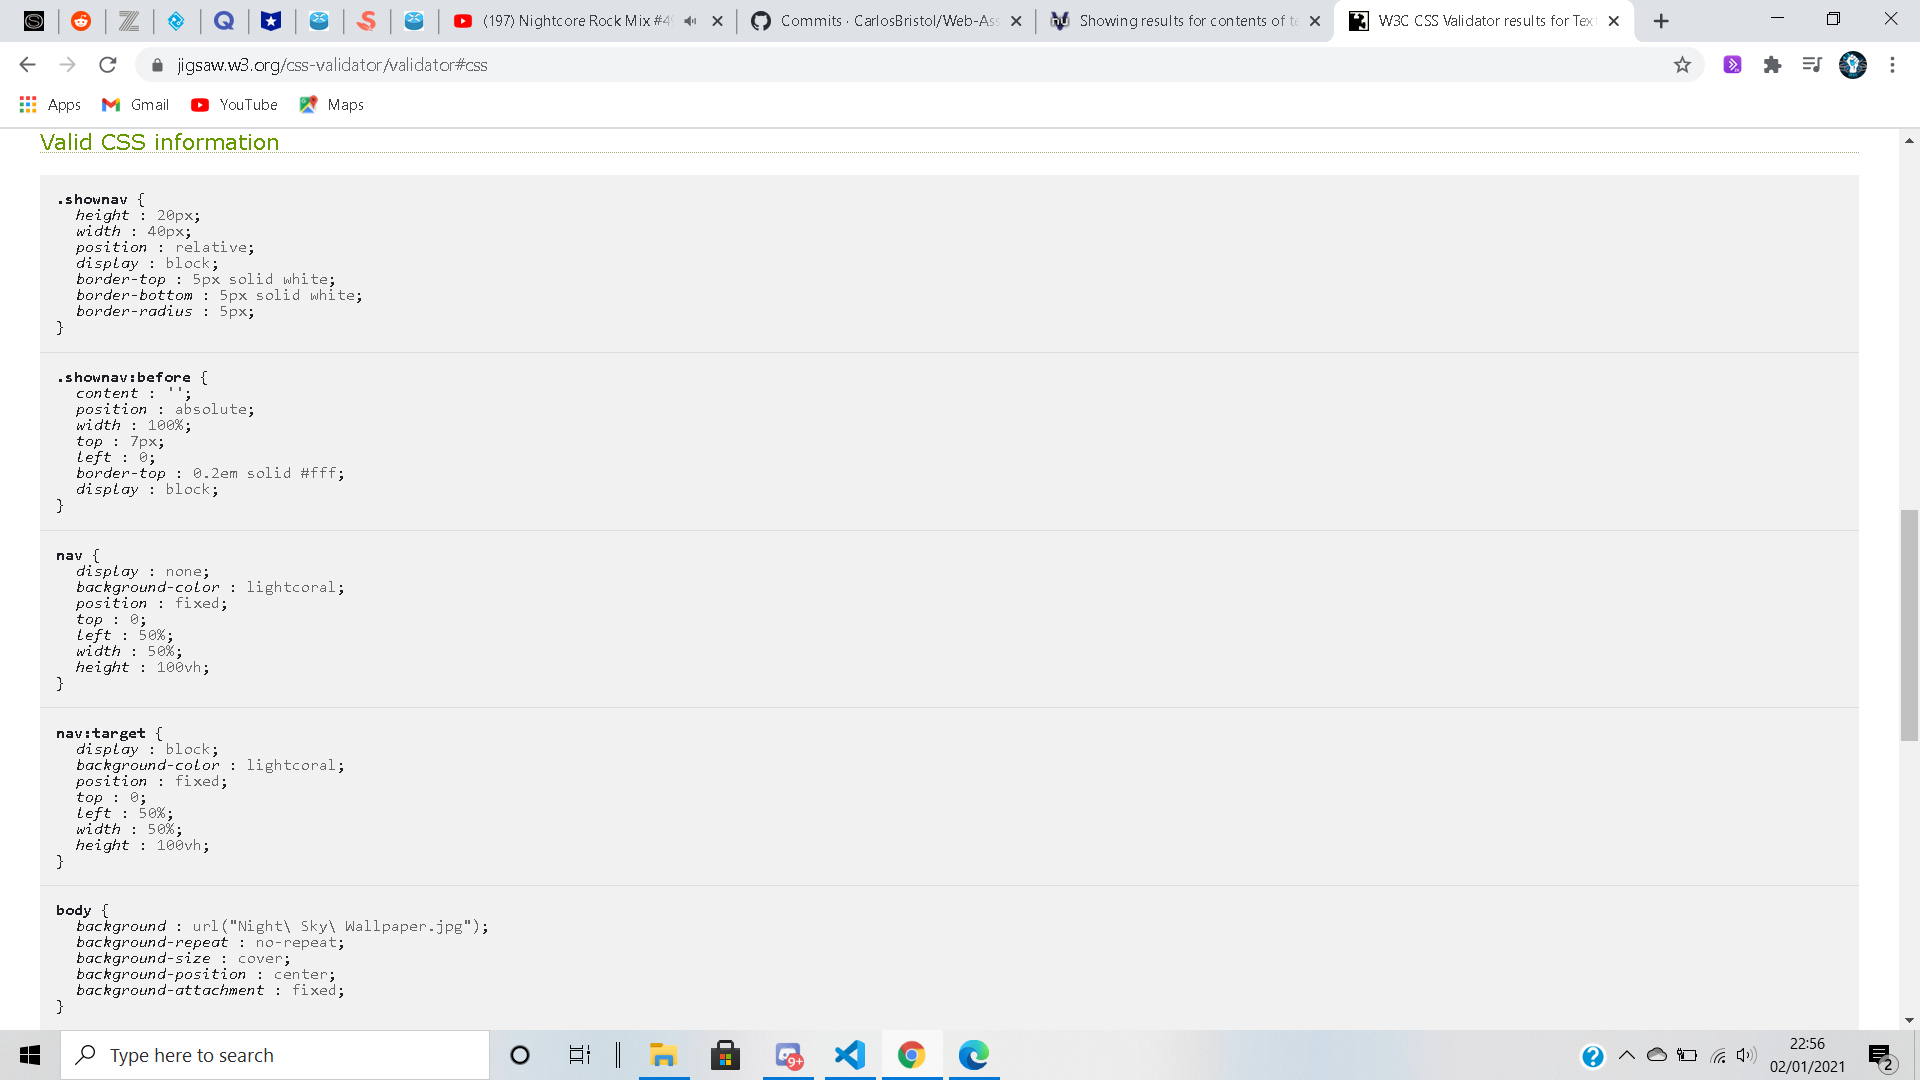 (197) Nightcore Rock Mix #4
Commits · CarlosBristol/Web-Ass
Showing results for contents of te
W3C CSS Validator results for Tex
jigsaw.w3.org/css-validator/validator#css
Apps
Gmail
YouTube
Maps
Valid CSS information
.shownav {
height : 20px;
width : 40px;
position : relative;
display : block;
border-top : 5px solid white;
border-bottom : 5px solid white;
border-radius : 5px;
}
.shownav:before {
content : '';
position : absolute;
width : 100%;
top : 7px;
left : 0;
border-top : 0.2em solid #fff;
display : block;
}
nav {
display : none;
background-color : lightcoral;
position : fixed;
top : 0;
left : 50%;
width : 50%;
height : 100vh;
}
nav:target {
display : block;
background-color : lightcoral;
position : fixed;
top : 0;
left : 50%;
width : 50%;
height : 100vh;
}
body {
background : url("Night\ Sky\ Wallpaper.jpg");
background-repeat : no-repeat;
background-size : cover;
background-position : center;
background-attachment : fixed;
}
Type here to search
9+
22:56
02/01/2021
2